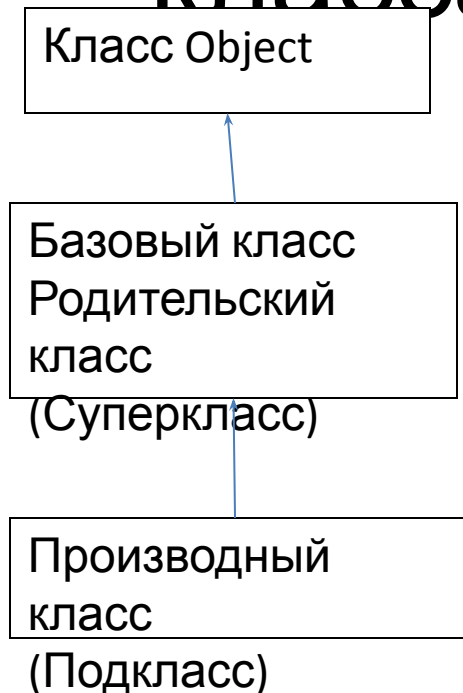 Класс Object
Базовый класс
Родительский
класс
(Суперкласс)
Производный
класс
(Подкласс)